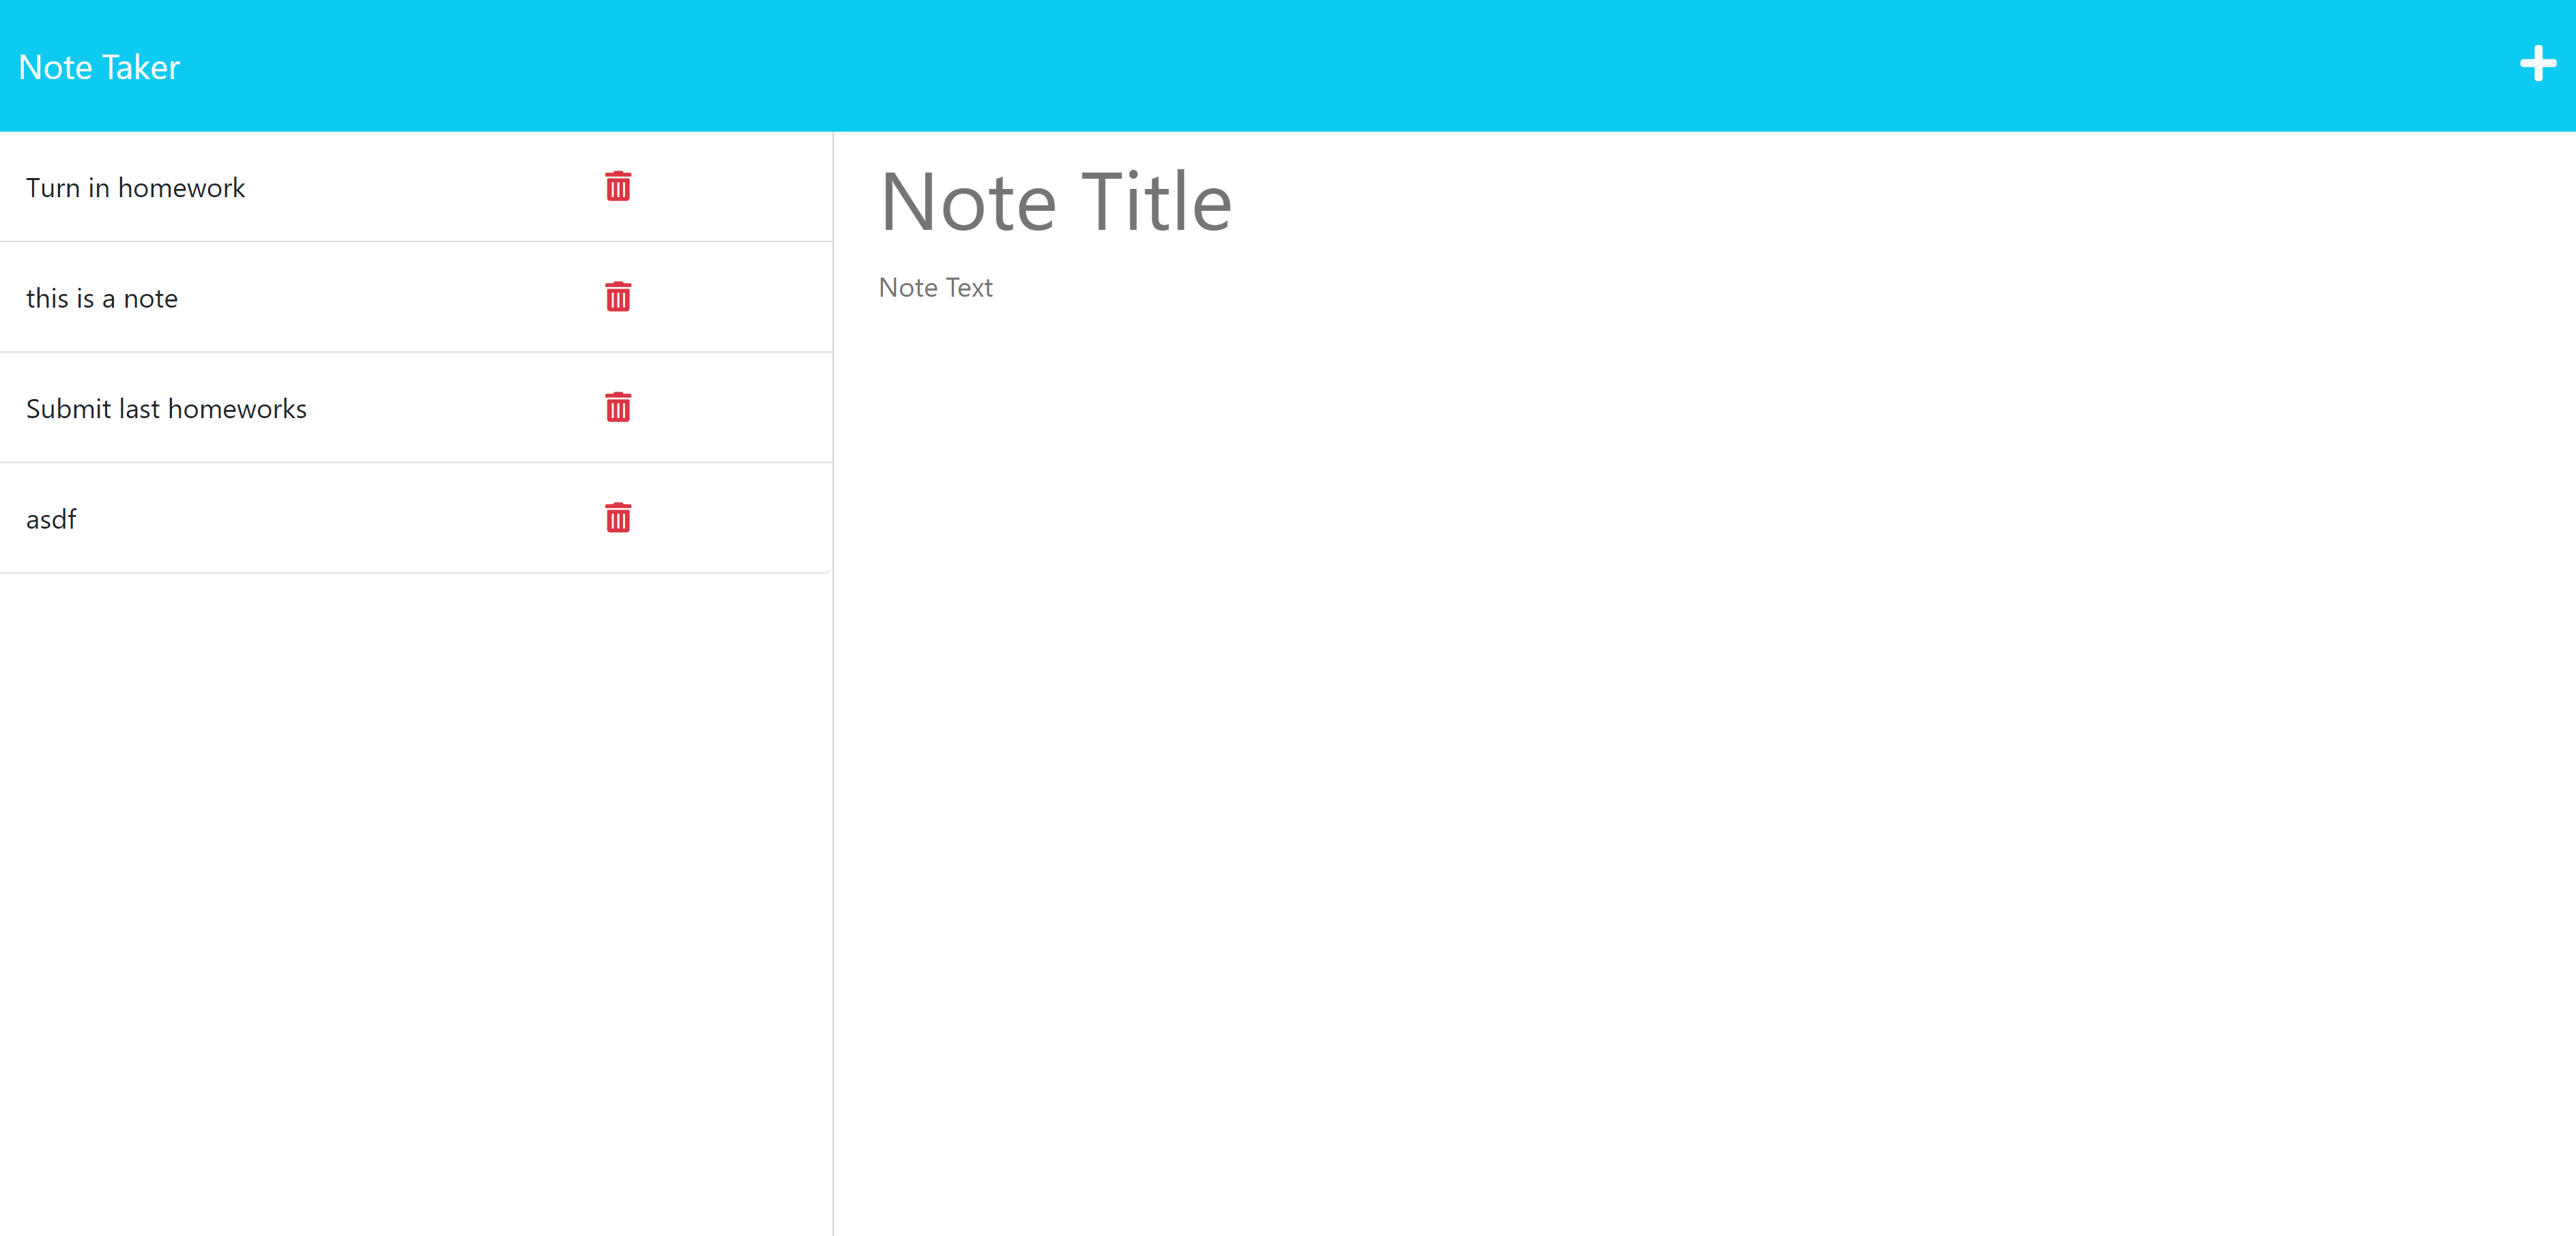 Note Taker
Turn in homework
this is a note
Submit last homeworks
asdf
Note Title
Note Text